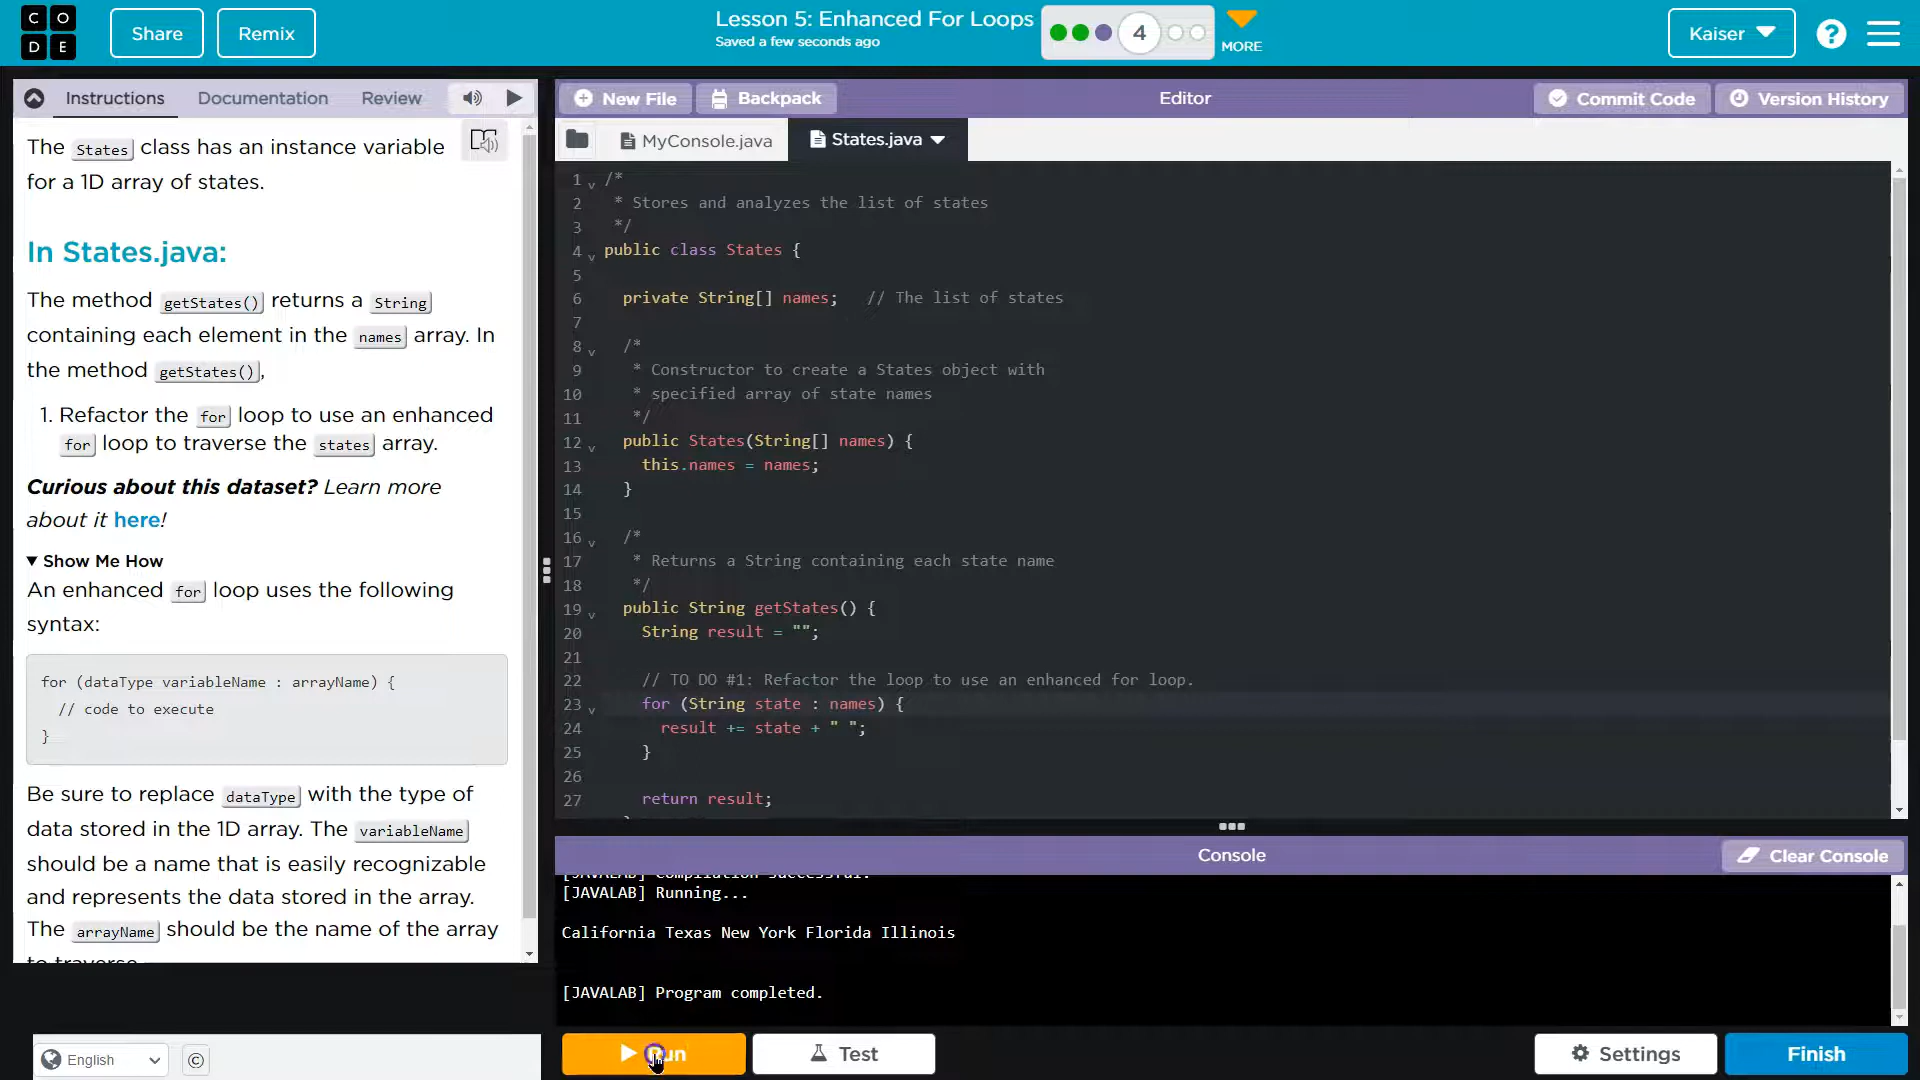 C O
D E
Share
Remix
Lesson 5: Enhanced For Loops
Saved a few seconds ago
4
MORE
Kaiser
?
Instructions
Documentation
Review
The States class has an instance variable
for a 1D array of states.
In States.java:
The method getStates() returns a String
containing each element in the names array. In
the method getStates(),
1. Refactor the for loop to use an enhanced
for loop to traverse the states array.
Curious about this dataset? Learn more
about it here!
Show Me How
An enhanced for loop uses the following
syntax:
for (dataType variableName : arrayName) {
// code to execute
}
Be sure to replace dataType with the type of
data stored in the 1D array. The variableName
should be a name that is easily recognizable
and represents the data stored in the array.
The arrayName should be the name of the array
to traverse.
English
©
New File
Backpack
Editor
Commit Code
Version History
MyConsole.java
States.java
1 /*
2 * Stores and analyzes the list of states
3 */
4 public class States {
5
6 private String[] names; // The list of states
7
8 /*
9 * Constructor to create a States object with
10 * specified array of state names
11 */
12 public States(String[] names) {
13 this.names = names;
14 }
15
16 /*
17 * Returns a String containing each state name
18 */
19 public String getStates() {
20 String result = "";
21
22 // TO DO #1: Refactor the loop to use an enhanced for loop.
23 for (String state : names) {
24 result += state + " ";
25 }
26
27 return result;
Console
Clear Console
[JAVALAB] Compilation successful.
[JAVALAB] Running...
California Texas New York Florida Illinois
[JAVALAB] Program completed.
Run
Test
Settings
Finish